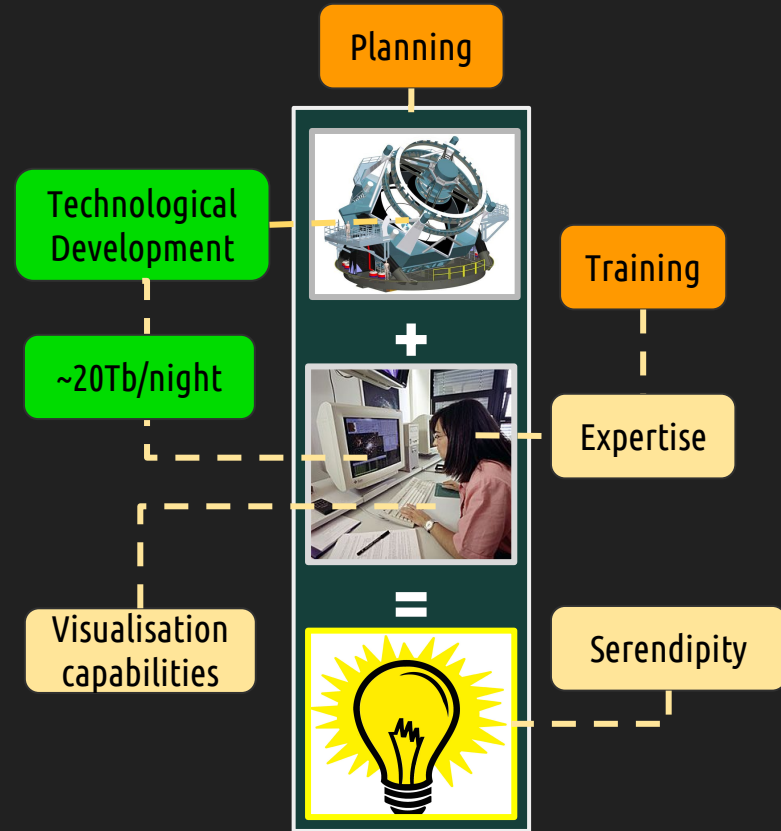 Planning
Technological
Development
Training
+
~20Tb/night
Expertise
=
Visualisation
capabilities
Serendipity